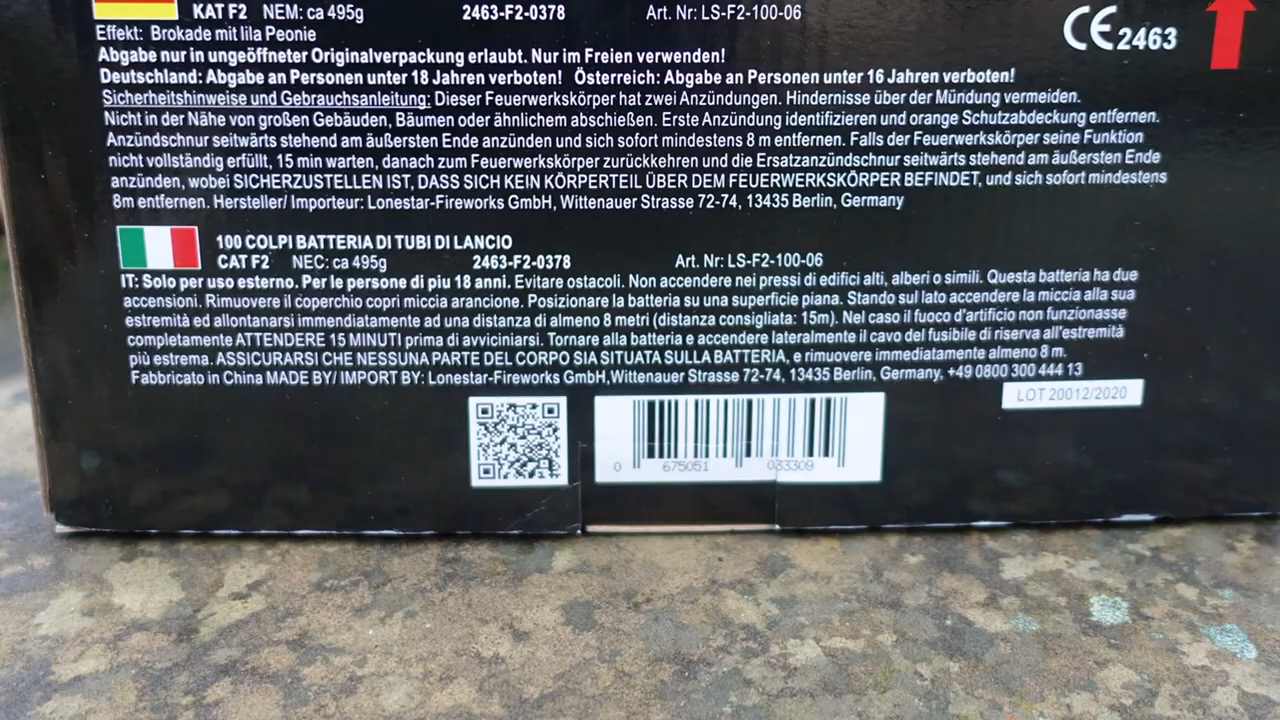 KAT F2 NEM: ca 495g 2463-F2-0378 Art. Nr: LS-F2-100-06
CE 2463
Effekt: Brokade mit lila Peonie
Abgabe nur in ungeöffneter Originalverpackung erlaubt. Nur im Freien verwenden!
Deutschland: Abgabe an Personen unter 18 Jahren verboten! Österreich: Abgabe an Personen unter 16 Jahren verboten!
Sicherheitshinweise und Gebrauchsanleitung: Dieser Feuerwerkskörper hat zwei Anzündungen. Hindernisse über der Mündung vermeiden.
Nicht in der Nähe von großen Gebäuden, Bäumen oder ähnlichem abschießen. Erste Anzündung identifizieren und orange Schutzabdeckung entfernen.
Anzündschnur seitwärts stehend am äußersten Ende anzünden und sich sofort mindestens 8 m entfernen. Falls der Feuerwerskörper seine Funktion
nicht vollständig erfüllt, 15 min warten, danach zum Feuerwerkskörper zurückkehren und die Ersatzanzündschnur seitwärts stehend am äußersten Ende
anzünden, wobei SICHERZUSTELLEN IST, DASS SICH KEIN KÖRPERTEIL ÜBER DEM FEUERWERKSKÖRPER BEFINDET, und sich sofort mindestens
8m entfernen. Hersteller/ Importeur: Lonestar-Fireworks GmbH, Wittenauer Strasse 72-74, 13435 Berlin, Germany
100 COLPI BATTERIA DI TUBI DI LANCIO
CAT F2 NEC: ca 495g 2463-F2-0378 Art. Nr: LS-F2-100-06
IT: Solo per uso esterno. Per le persone di piu 18 anni. Evitare ostacoli. Non accendere nei pressi di edifici alti, alberi o simili. Questa batteria ha due
accensioni. Rimuovere il coperchio copri miccia arancione. Posizionare la batteria su una superficie piana. Stando sul lato accendere la miccia alla sua
estremità ed allontanarsi immendiatamente ad una distanza di almeno 8 metri (distanza consigliata: 15m). Nel caso il fuoco d'artificio non funzionasse
completamente ATTENDERE 15 MINUTI prima di avviciniarsi. Tornare alla batteria e accendere lateralmente il cavo del fusibile di riserva all'estremità
più estrema. ASSICURARSI CHE NESSUNA PARTE DEL CORPO SIA SITUATA SULLA BATTERIA, e rimuovere immediatamente almeno 8 m.
Fabbricato in China MADE BY/ IMPORT BY: Lonestar-Fireworks GmbH,Wittenauer Strasse 72-74, 13435 Berlin, Germany, +49 0800 300 444 13
LOT 20012/2020
0 675051 033309